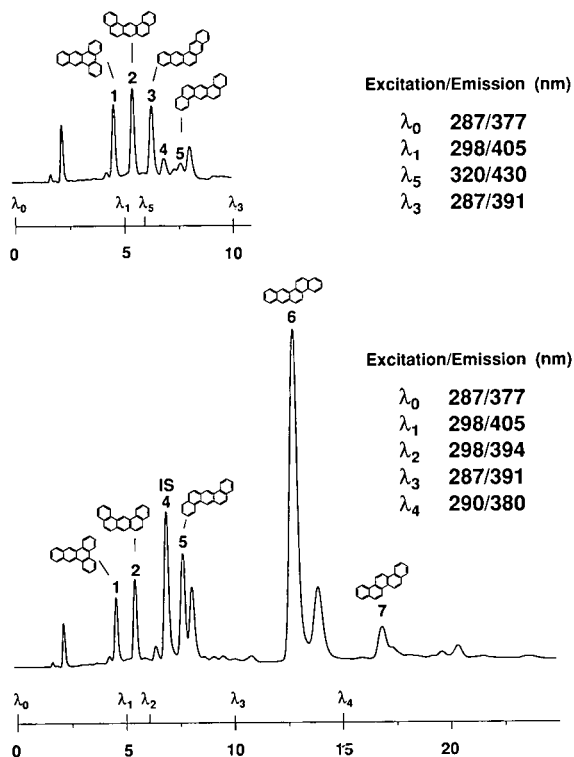 1
2
3
4
5
Excitation/Emission (nm)
λ0 287/377
λ1 298/405
λ5 320/430
λ3 287/391
λ0 λ1 λ5 λ3
0 5 10
6
Excitation/Emission (nm)
λ0 287/377
λ1 298/405
λ2 298/394
λ3 287/391
λ4 290/380
1
2
IS
4
5
7
λ0 λ1 λ2 λ3 λ4
0 5 10 15 20